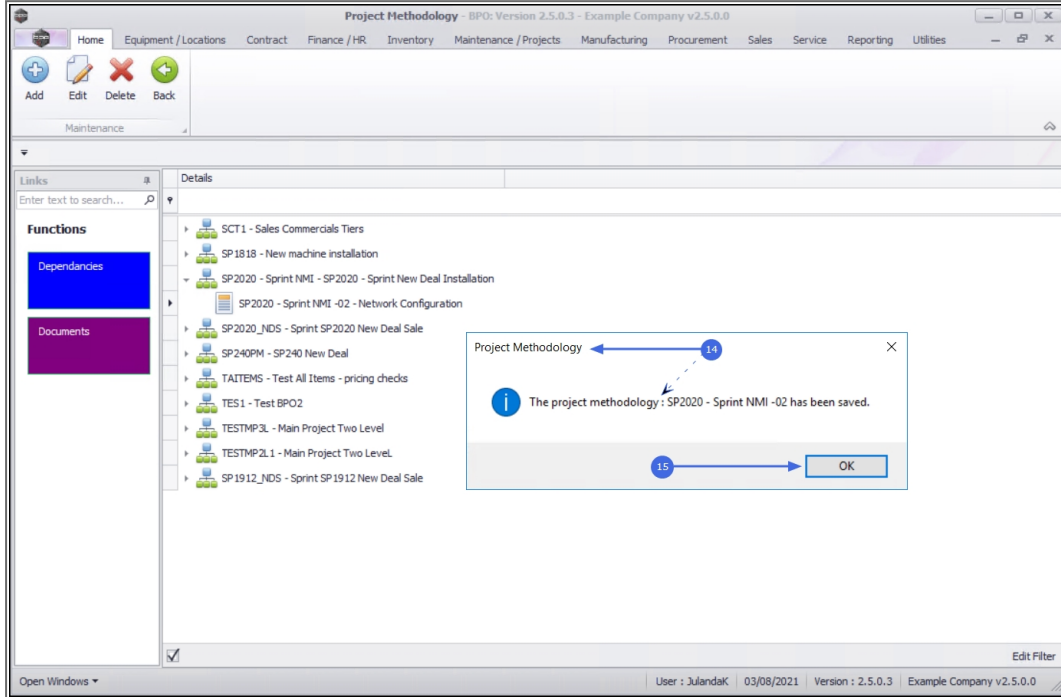 Project Methodology - BPO: Version 2.5.0.3 - Example Company v2.5.0.0
Home Equipment / Locations Contract Finance / HR Inventory Maintenance / Projects Manufacturing Procurement Sales Service Reporting Utilities
Add Edit Delete Back
Maintenance
Links
Enter text to search...
Functions
Dependancies
Documents
Details
SCT1 - Sales Commercials Tiers
SP1818 - New machine installation
SP2020 - Sprint NMI - SP2020 - Sprint New Deal Installation
SP2020 - Sprint NMI -02 - Network Configuration
SP2020_NDS - Sprint SP2020 New Deal Sale
SP240PM - SP240 New Deal
TAITEMS - Test All Items - pricing checks
TES1 - Test BPO2
TESTMP3L - Main Project Two Level
TESTMP2L1 - Main Project Two LeveL
SP1912_NDS - Sprint SP1912 New Deal Sale
Project Methodology
14
The project methodology : SP2020 - Sprint NMI -02 has been saved.
15
OK
Edit Filter
Open Windows
User : JulandaK 03/08/2021 Version : 2.5.0.3 Example Company v2.5.0.0